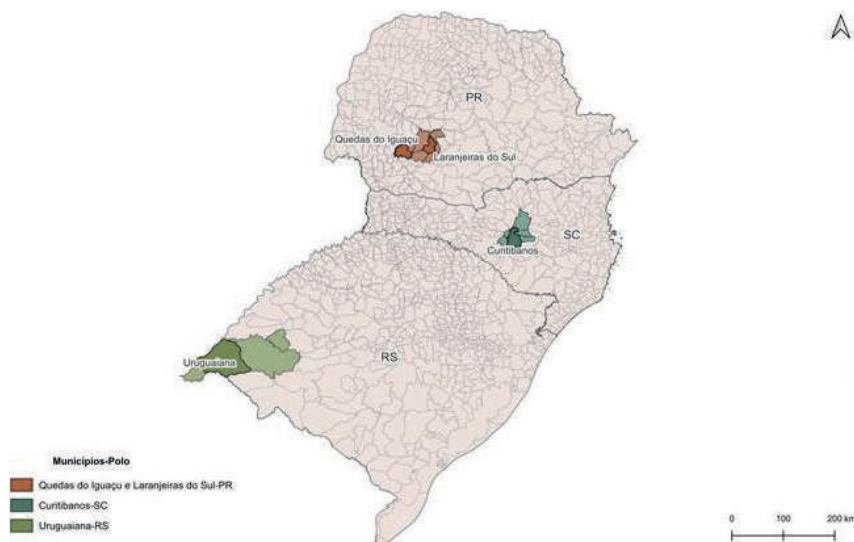 PR
Quedas do Iguaçu
Laranjeiras do Sul
SC
Curitibanos
Uruguaiana
RS
Municípios-Polo
Quedas do Iguaçu e Laranjeiras do Sul-PR
Curitibanos-SC
Uruguaiana-RS
0 100 200 km